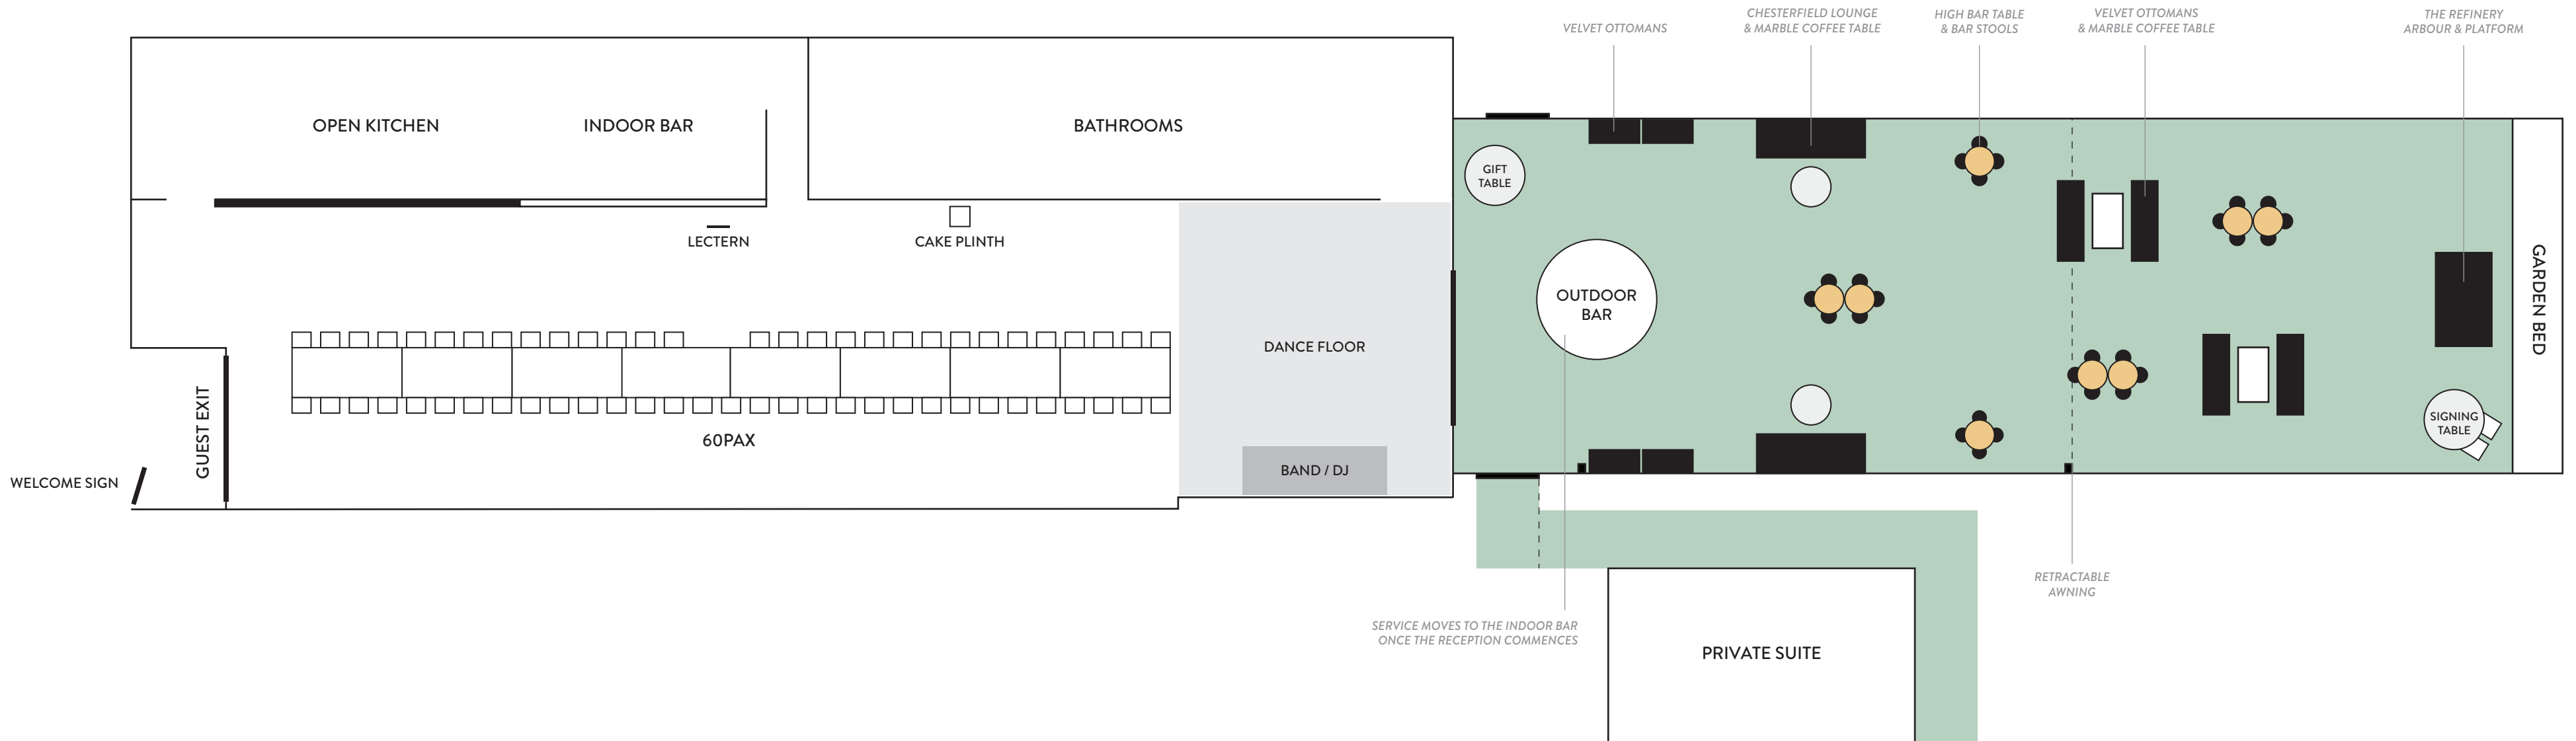 VELVET OTTOMANS
CHESTERFIELD LOUNGE
& MARBLE COFFEE TABLE
HIGH BAR TABLE
& BAR STOOLS
VELVET OTTOMANS
& MARBLE COFFEE TABLE
THE REFINERY
ARBOUR & PLATFORM
OPEN KITCHEN
INDOOR BAR
BATHROOMS
GIFT
TABLE
LECTERN
CAKE PLINTH
OUTDOOR
BAR
GARDEN BED
DANCE FLOOR
GUEST EXIT
60PAX
SIGNING
TABLE
BAND / DJ
WELCOME SIGN
RETRACTABLE
AWNING
SERVICE MOVES TO THE INDOOR BAR
ONCE THE RECEPTION COMMENCES
PRIVATE SUITE